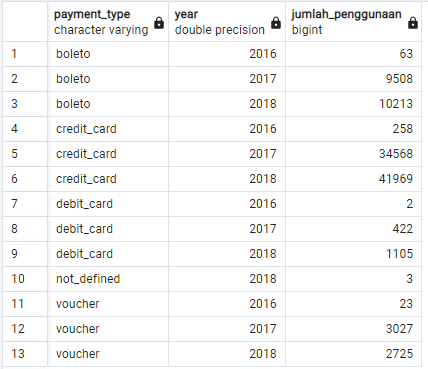 payment_type year jumlah_penggunaan
character varying double precision bigint
1 boleto 2016 63
2 boleto 2017 9508
3 boleto 2018 10213
4 credit_card 2016 258
5 credit_card 2017 34568
6 credit_card 2018 41969
7 debit_card 2016 2
8 debit_card 2017 422
9 debit_card 2018 1105
10 not_defined 2018 3
11 voucher 2016 23
12 voucher 2017 3027
13 voucher 2018 2725